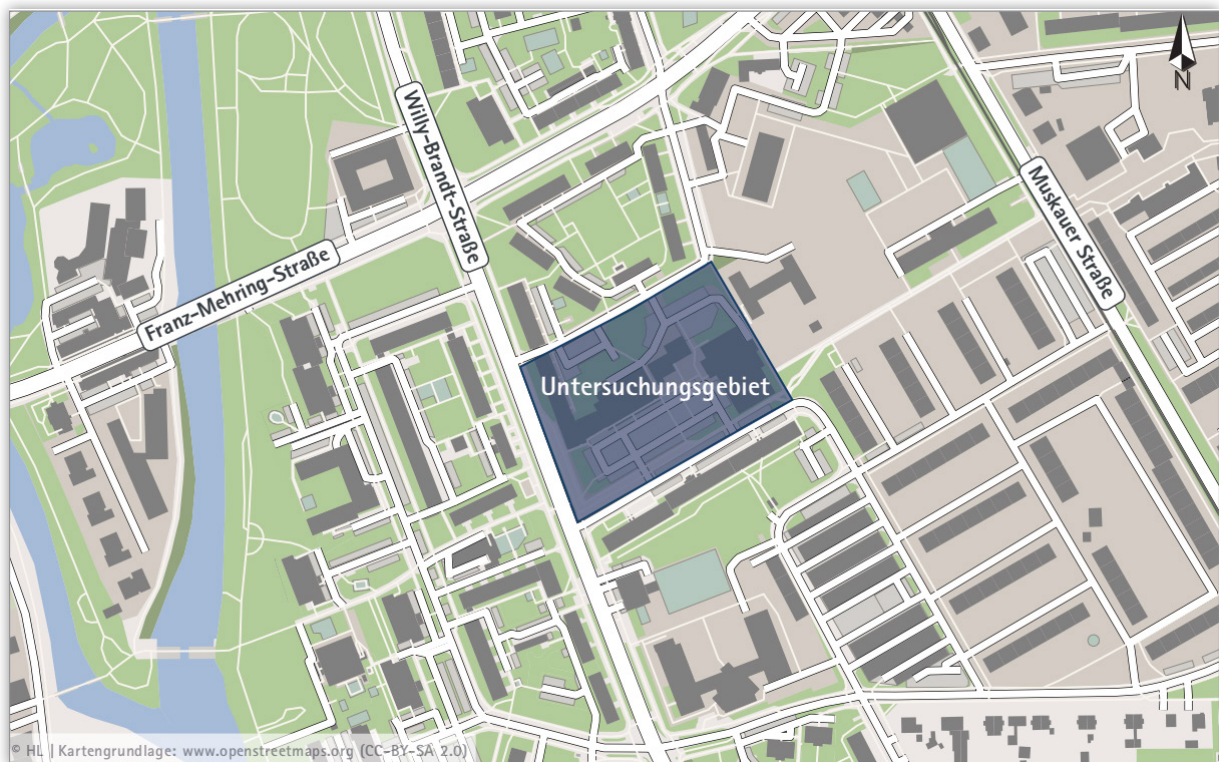 Willy-Brandt-Straße
N
Muskauer Straße
Franz-Mehring-Straße
Untersuchungsgebiet
© HL | Kartengrundlage: www.openstreetmaps.org (CC-BY-SA 2.0)